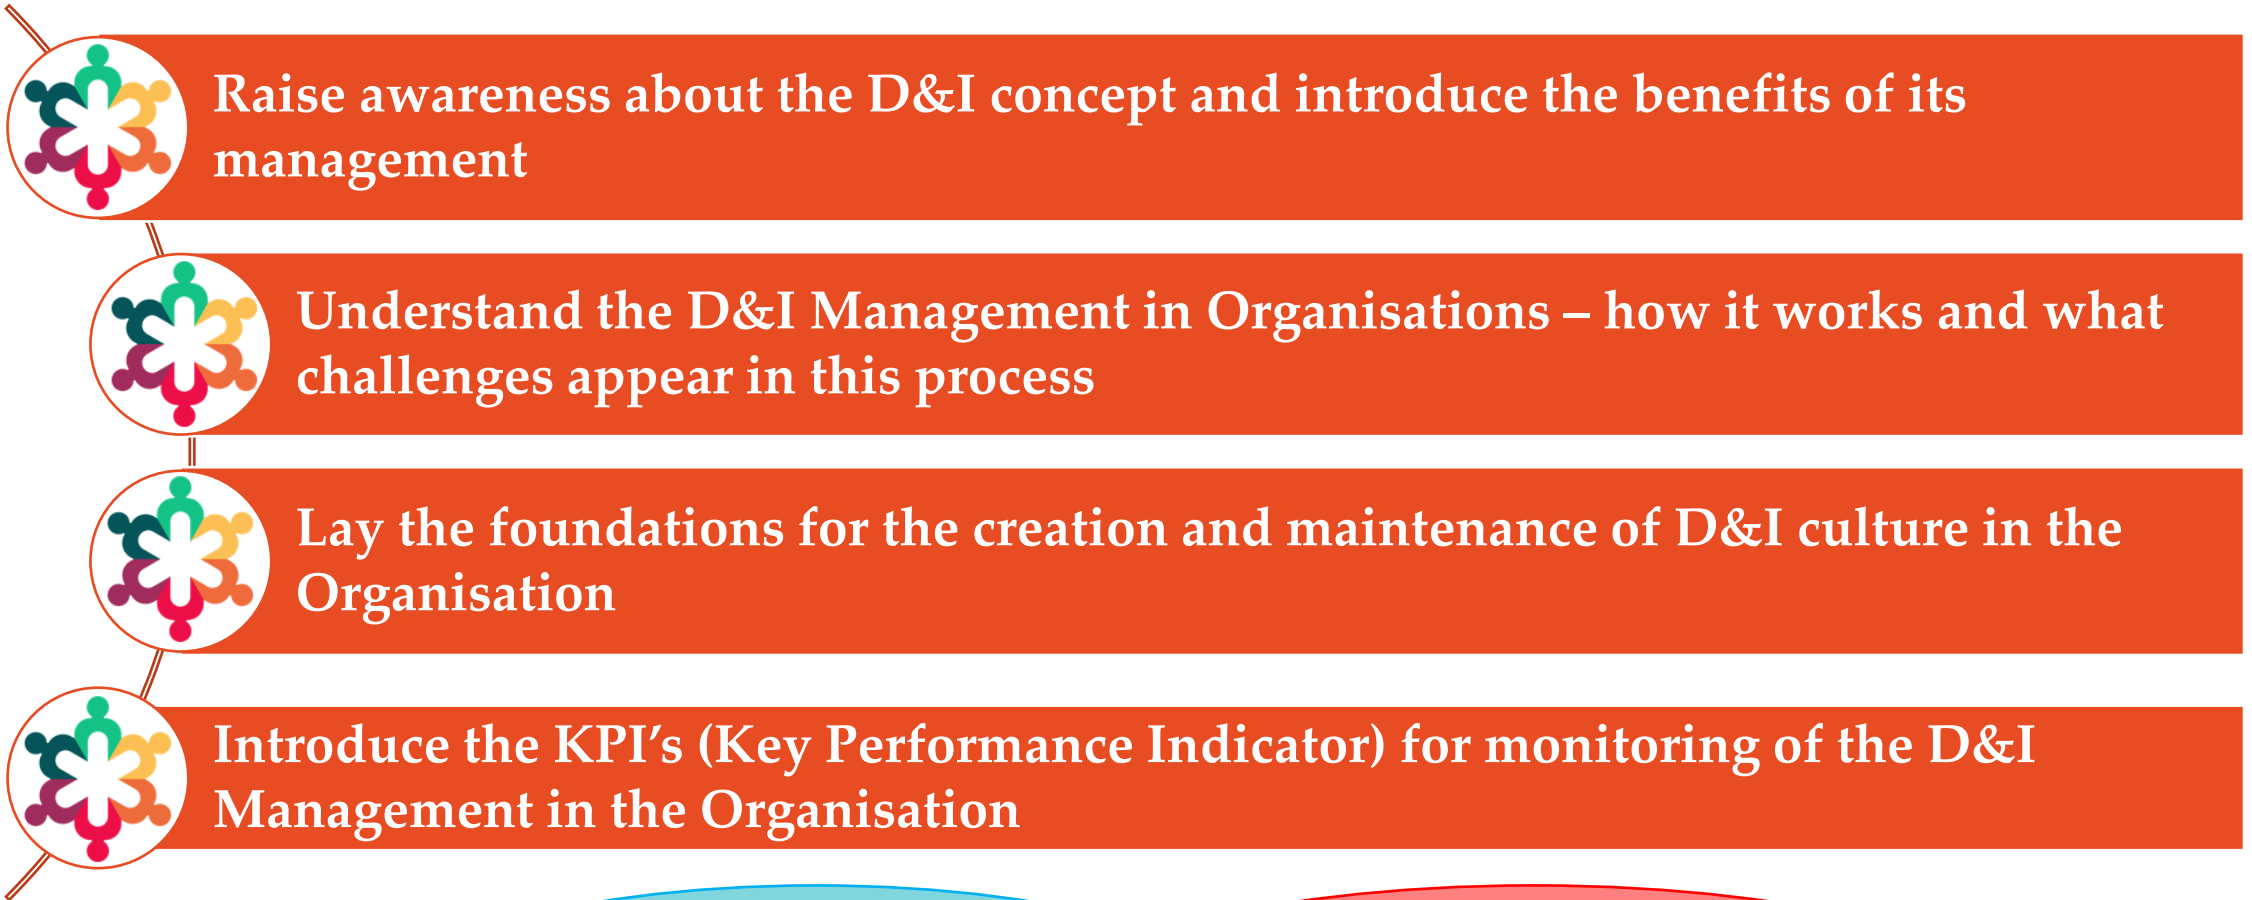 Raise awareness about the D&I concept and introduce the benefits of its
management
Understand the D&I Management in Organisations – how it works and what
challenges appear in this process
Lay the foundations for the creation and maintenance of D&I culture in the
Organisation
Introduce the KPI’s (Key Performance Indicator) for monitoring of the D&I
Management in the Organisation